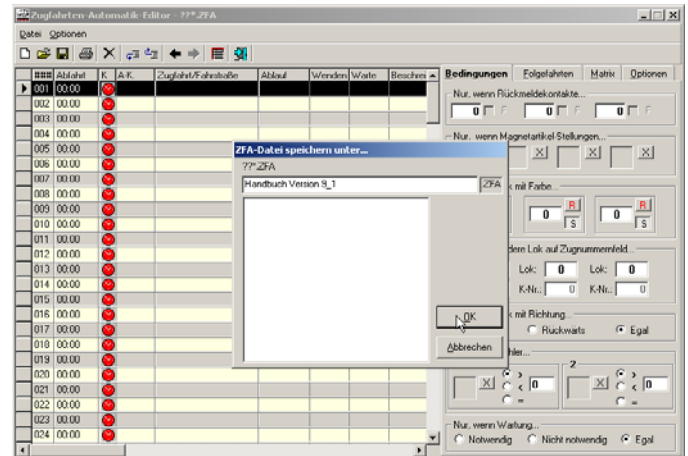 Zugfahrten-Automatik-Editor - ??*.ZFA
Datei Optionen
### Abfahrt K A-K. Zugfahrt/Fahrstraße Ablauf Wenden Warte Beschrei
001 00:00
002 00:00
003 00:00
004 00:00
005 00:00
006 00:00
007 00:00
008 00:00
009 00:00
010 00:00
011 00:00
012 00:00
013 00:00
014 00:00
015 00:00
016 00:00
017 00:00
018 00:00
019 00:00
020 00:00
021 00:00
022 00:00
023 00:00
024 00:00
ZFA-Datei speichern unter...
??*.ZFA
Handbuch Version 9_1 ZFA
OK
Abbrechen
Bedingungen Folgefahrten Matrix Optionen
Nur, wenn Rückmeldekontakte...
0 F 0 F 0 F
Nur, wenn Magnetartikel-Stellungen...
X X X
mit Farbe...
0 R S 0 R S
dere Lok auf Zugnummernfeld...
Lok: 0 Lok: 0
K-Nr.: 0 K-Nr.: 0
mit Richtung...
Rückwärts Egal
hler...
2
X > < = 0 X > < = 0
Nur, wenn Wartung...
Notwendig Nicht notwendig Egal